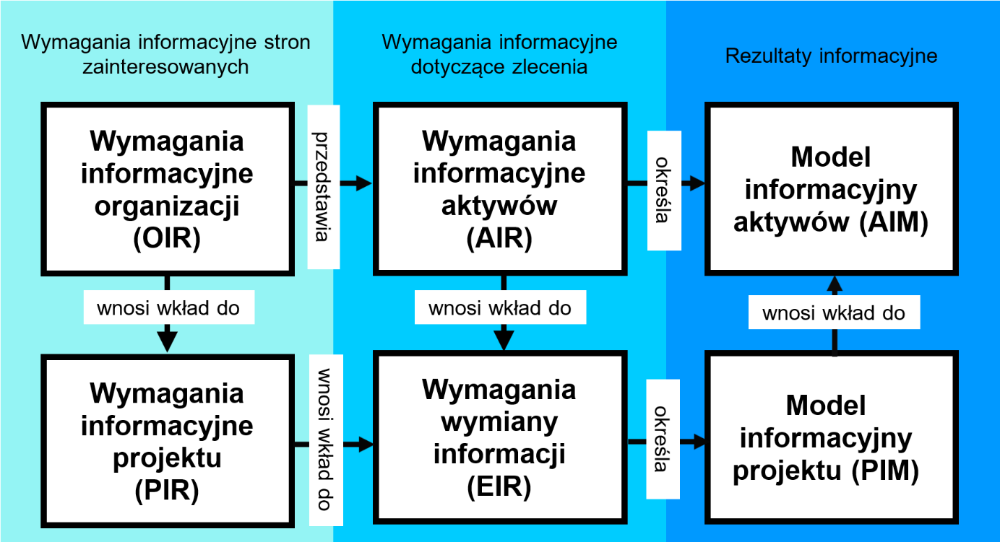 Wymagania informacyjne stron
zainteresowanych
Wymagania informacyjne
dotyczące zlecenia
Rezultaty informacyjne
Wymagania
informacyjne
organizacji
(OIR)
przedstawia
Wymagania
informacyjne
aktywów
(AIR)
określa
Model
informacyjny
aktywów (AIM)
wnosi wkład do
wnosi wkład do
wnosi wkład do
Wymagania
informacyjne
projektu
(PIR)
wnosi wkład do
Wymagania
wymiany
informacji
(EIR)
określa
Model
informacyjny
projektu (PIM)